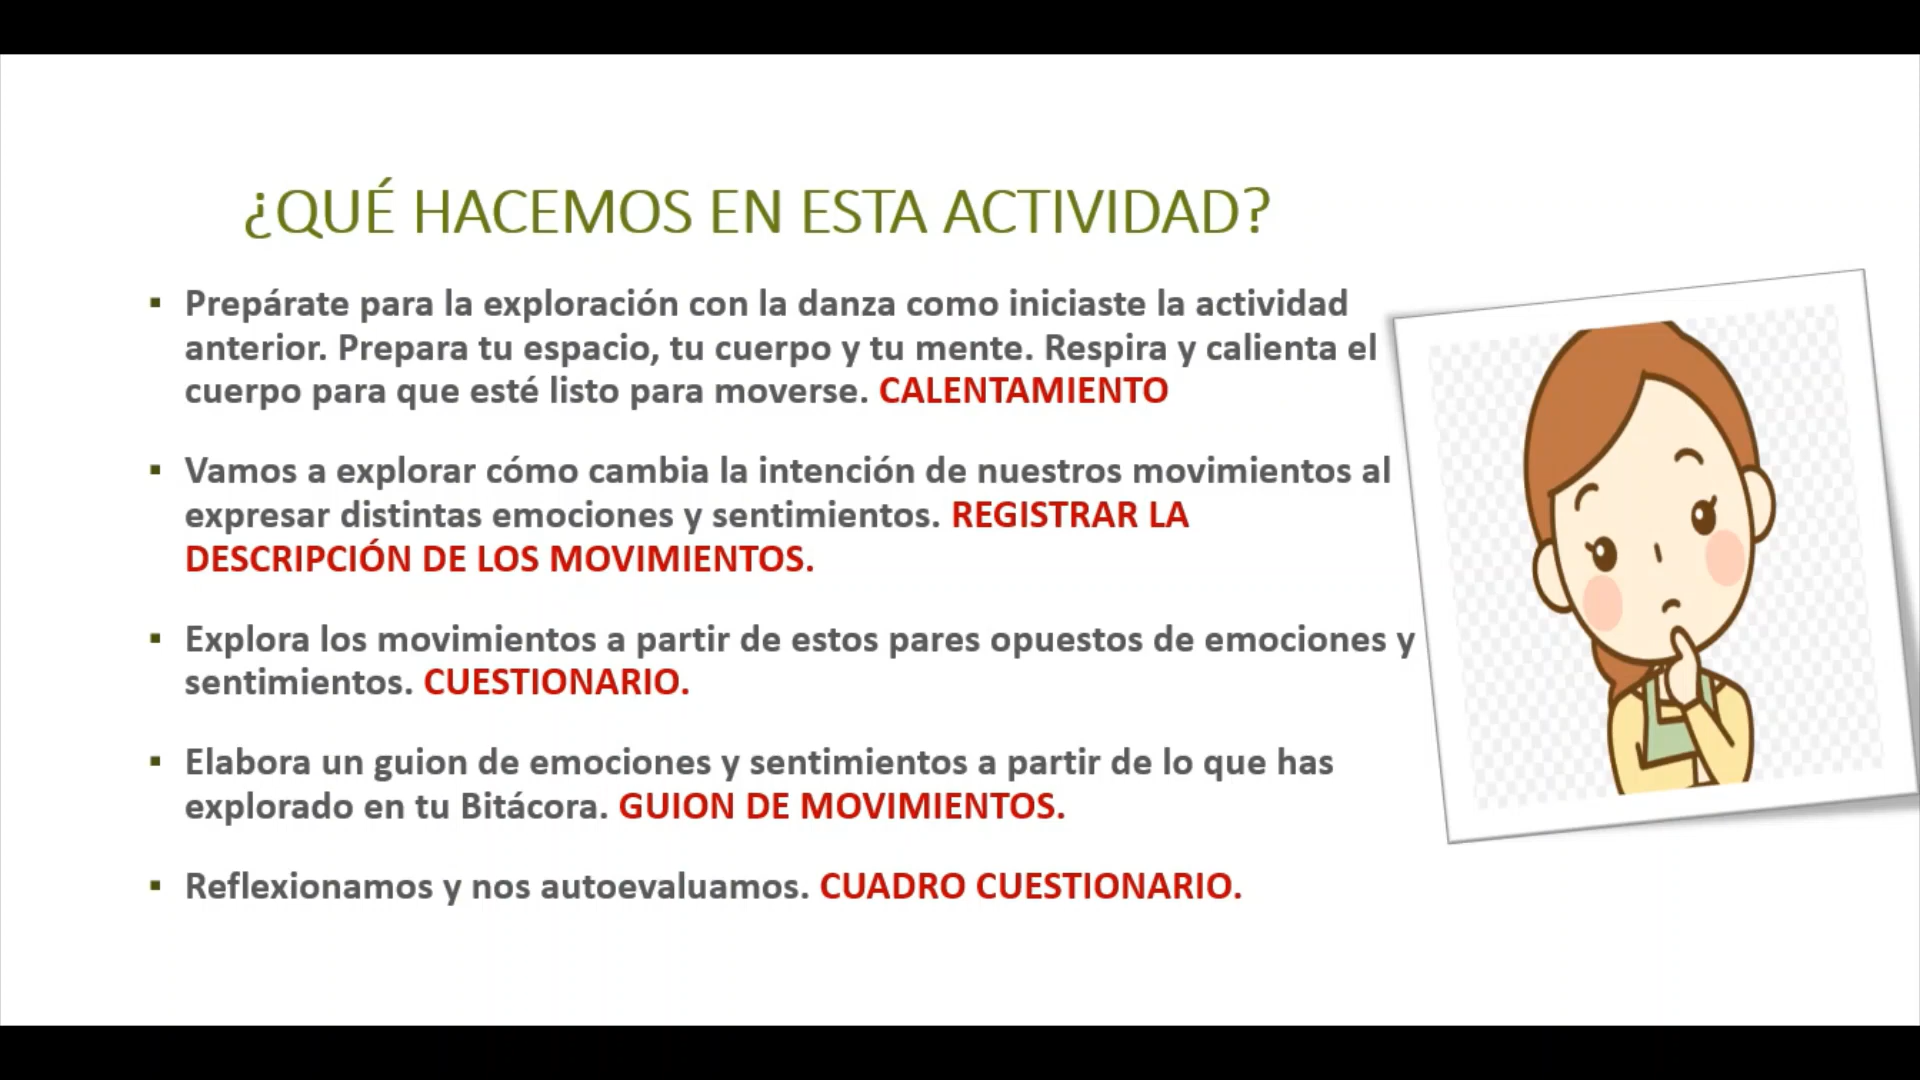 ¿QUÉ HACEMOS EN ESTA ACTIVIDAD?
▪ Prepárate para la exploración con la danza como iniciaste la actividad
anterior. Prepara tu espacio, tu cuerpo y tu mente. Respira y calienta el
cuerpo para que esté listo para moverse. CALENTAMIENTO
▪ Vamos a explorar cómo cambia la intención de nuestros movimientos al
expresar distintas emociones y sentimientos. REGISTRAR LA
DESCRIPCIÓN DE LOS MOVIMIENTOS.
▪ Explora los movimientos a partir de estos pares opuestos de emociones y
sentimientos. CUESTIONARIO.
▪ Elabora un guion de emociones y sentimientos a partir de lo que has
explorado en tu Bitácora. GUION DE MOVIMIENTOS.
▪ Reflexionamos y nos autoevaluamos. CUADRO CUESTIONARIO.